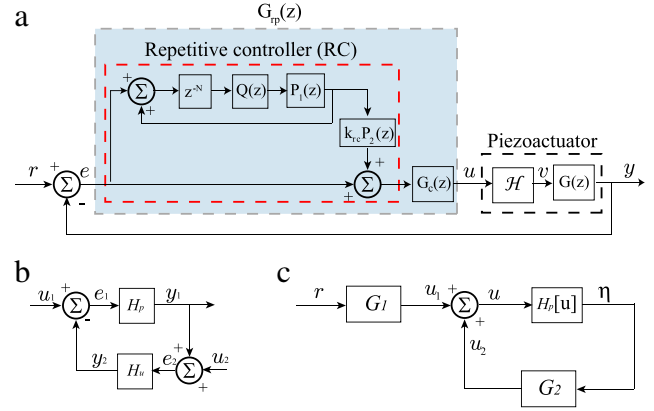 G_rp(z)
a
Repetitive controller (RC)
+ Σ + z^-N Q(z) P_1(z)
k_rc P_2(z)
Piezoactuator
r + Σ - e + Σ + G_c(z) u ℋ v G(z) y
b
u_1 + Σ - e_1 H_p y_1
y_2 H_u e_2 + Σ + u_2
c
r G_1 u_1 + Σ + u H_p[u] η
u_2
G_2